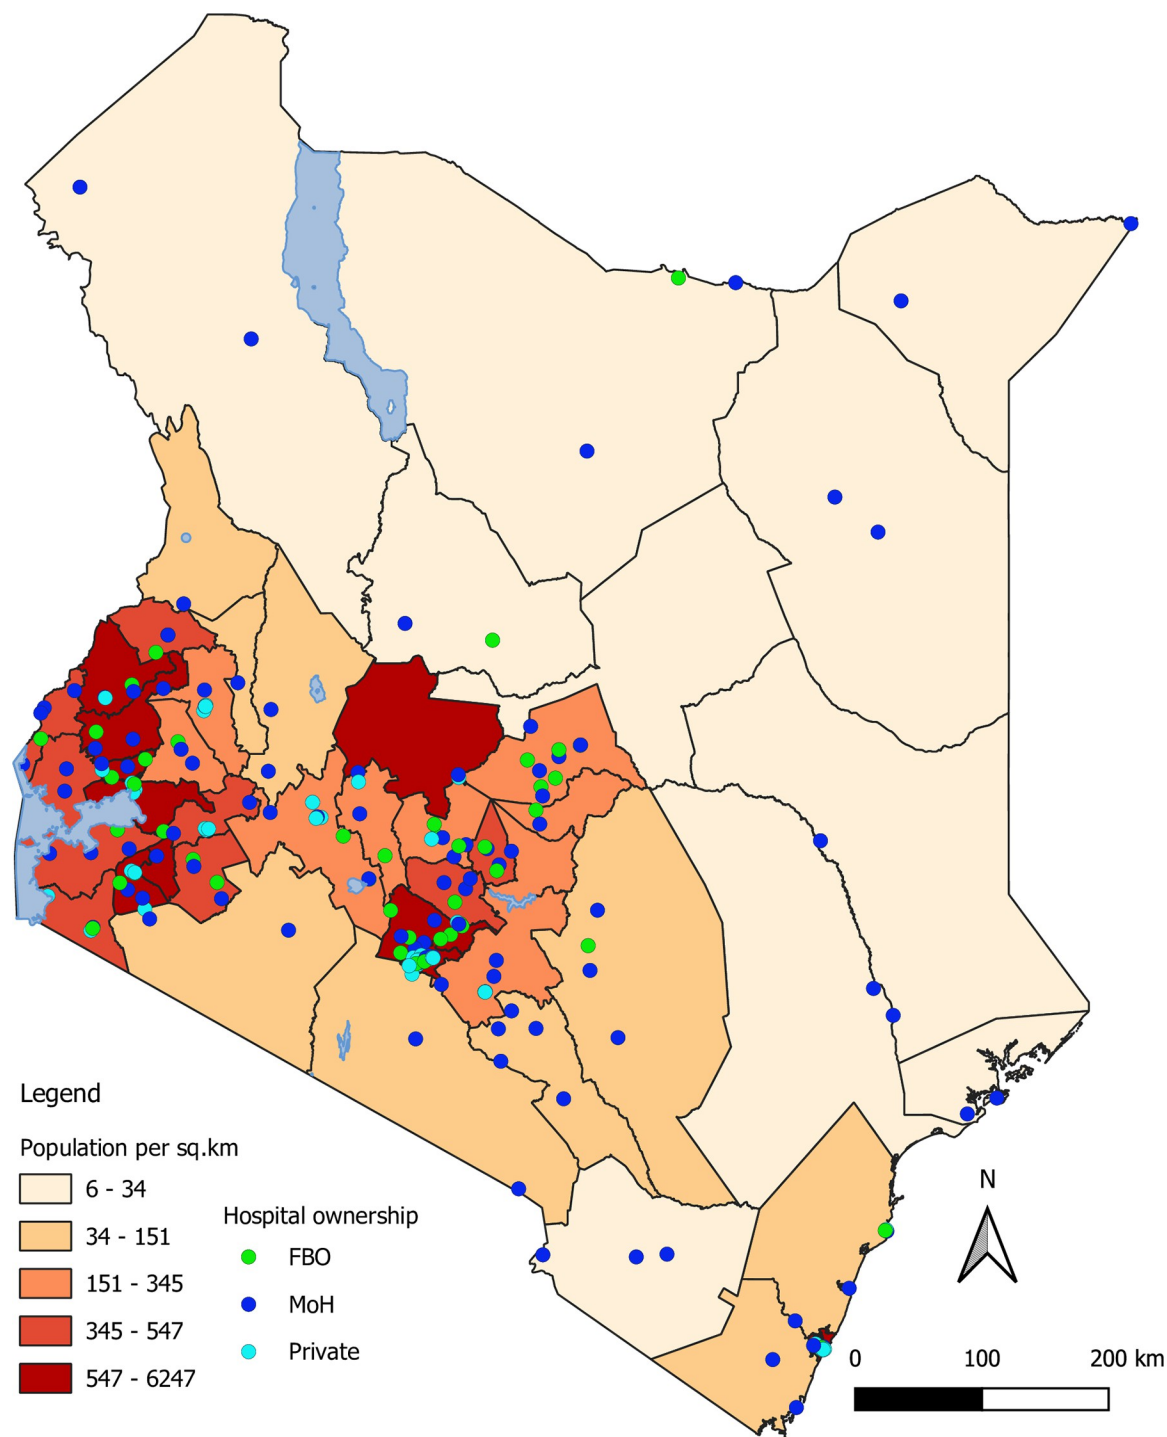 Legend
Population per sq.km
6 - 34
34 - 151
151 - 345
345 - 547
547 - 6247
Hospital ownership
FBO
MoH
Private
N
0 100 200 km